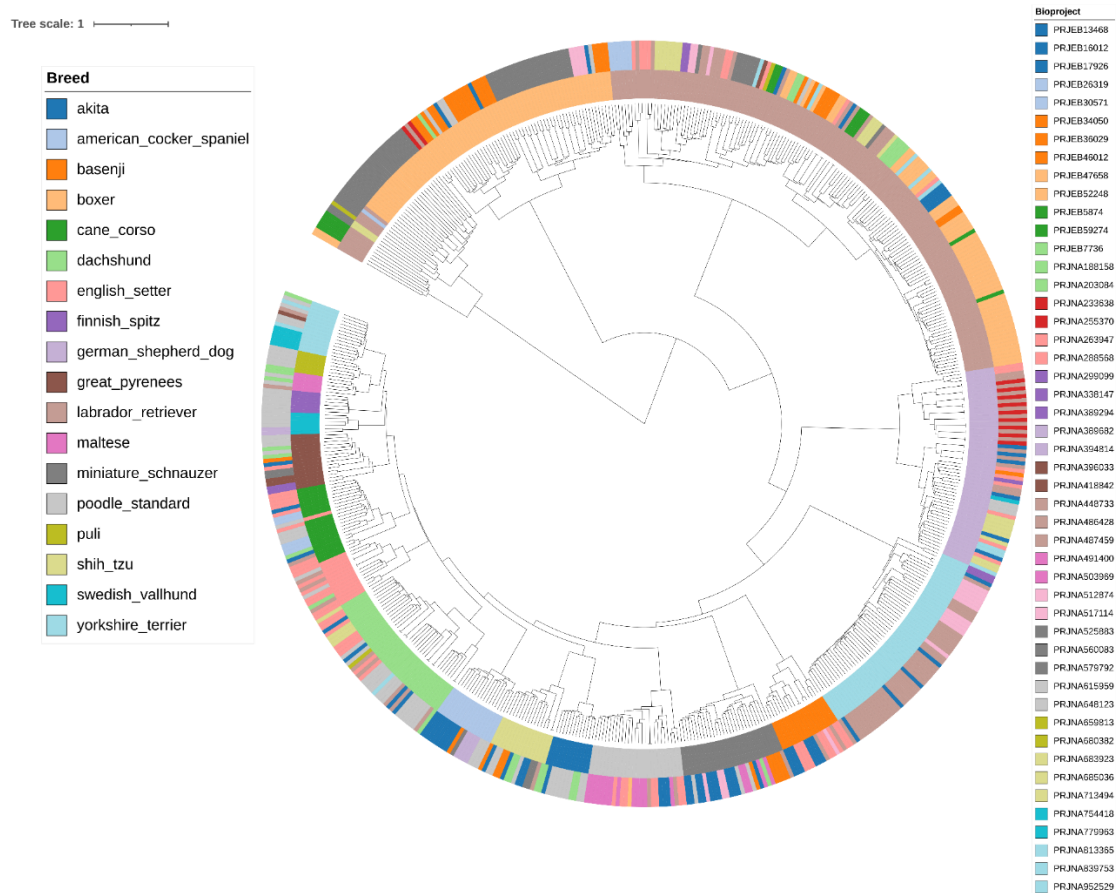 Tree scale: 1
Breed
akita
american_cocker_spaniel
basenji
boxer
cane_corso
dachshund
english_setter
finnish_spitz
german_shepherd_dog
great_pyrenees
labrador_retriever
maltese
miniature_schnauzer
poodle_standard
puli
shih_tzu
swedish_vallhund
yorkshire_terrier
Bioproject
PRJEB13468
PRJEB16012
PRJEB17926
PRJEB26319
PRJEB30571
PRJEB34050
PRJEB36029
PRJEB46012
PRJEB47658
PRJEB52248
PRJEB5874
PRJEB59274
PRJEB7736
PRJNA188158
PRJNA203084
PRJNA233638
PRJNA255370
PRJNA263947
PRJNA288568
PRJNA299099
PRJNA338147
PRJNA389294
PRJNA389682
PRJNA394814
PRJNA396033
PRJNA418842
PRJNA448733
PRJNA486428
PRJNA487459
PRJNA491400
PRJNA503969
PRJNA512874
PRJNA517114
PRJNA525883
PRJNA560083
PRJNA579792
PRJNA615959
PRJNA648123
PRJNA659813
PRJNA680382
PRJNA683923
PRJNA685036
PRJNA713494
PRJNA754418
PRJNA779963
PRJNA813365
PRJNA839753
PRJNA952529